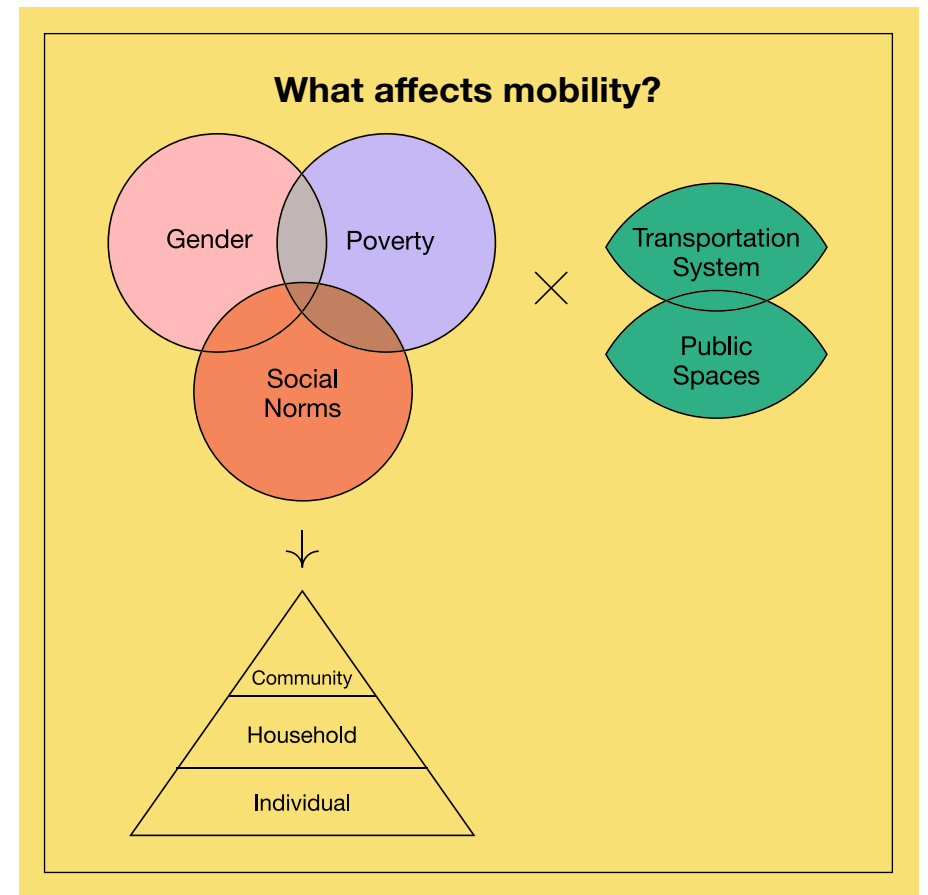 What affects mobility?
Gender
Poverty
Social
Norms
Transportation
System
Public
Spaces
Community
Household
Individual